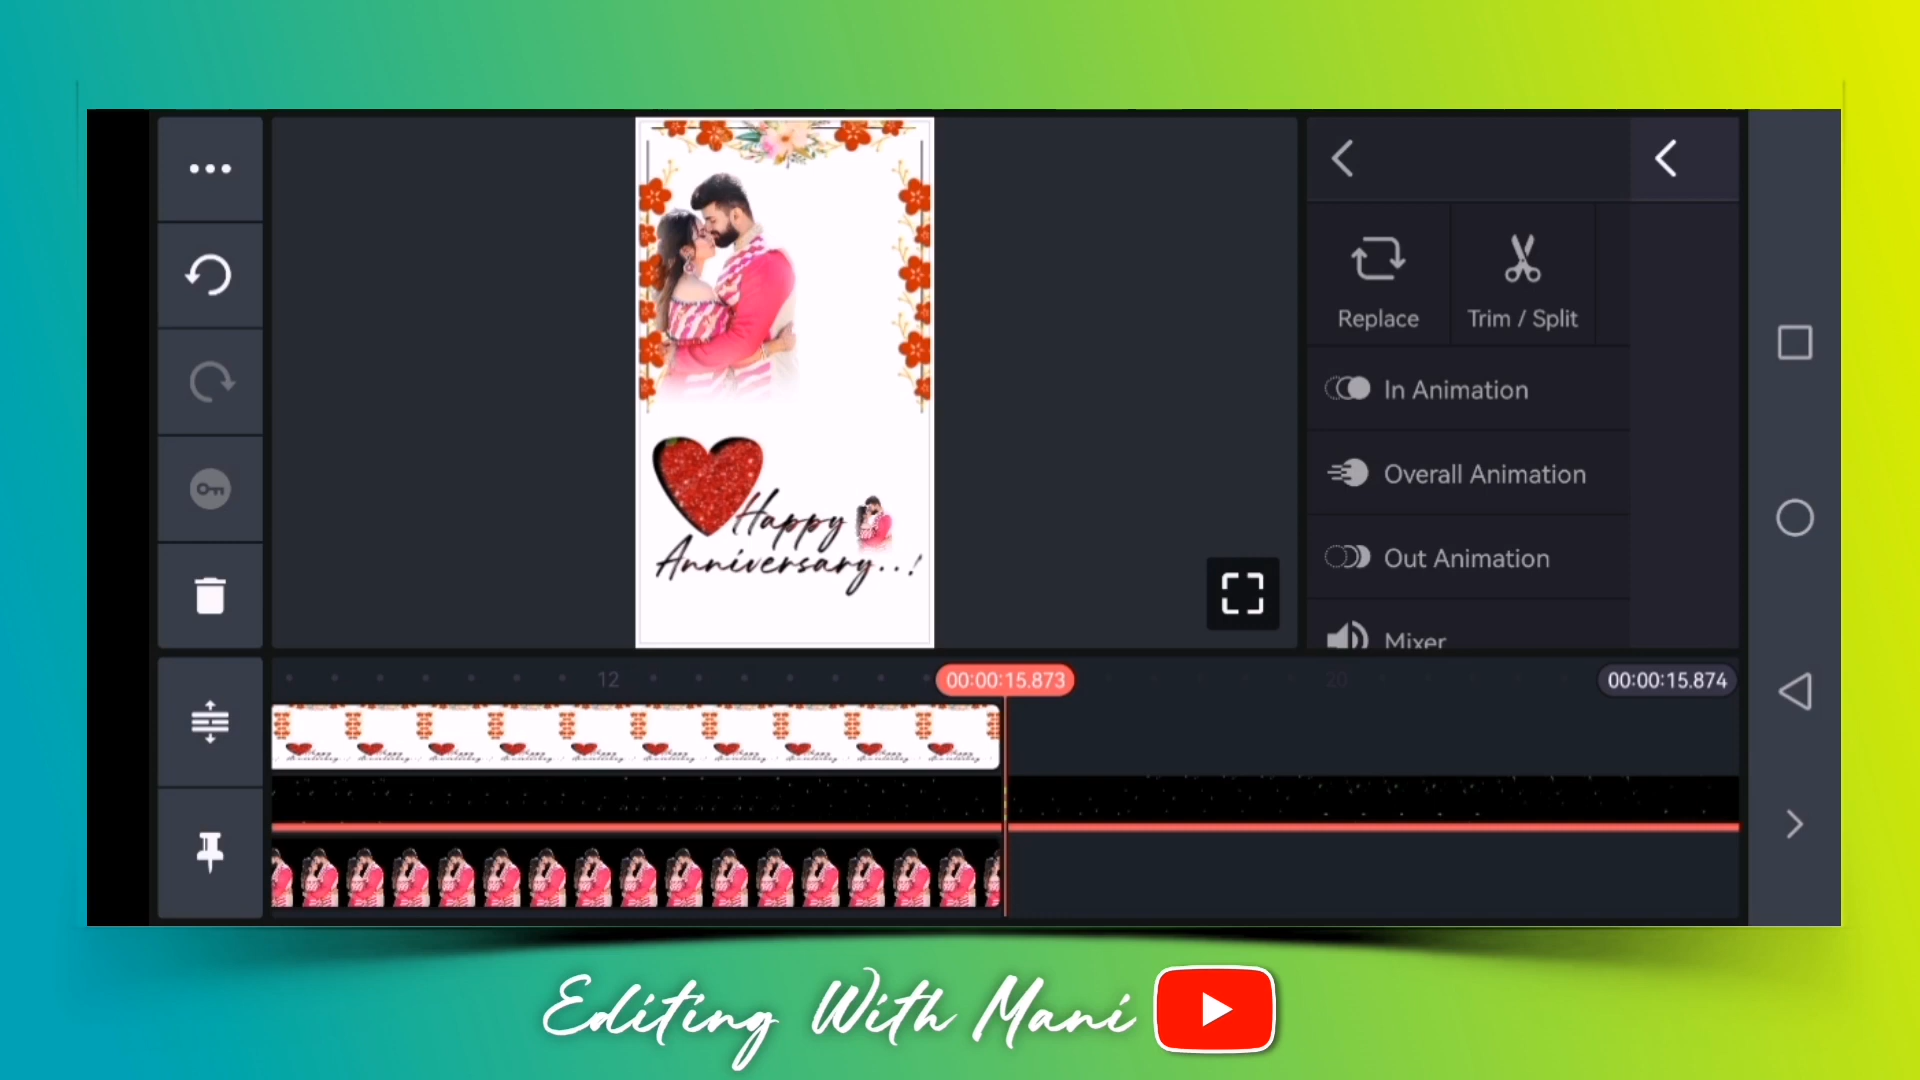 Replace
Trim / Split
In Animation
Overall Animation
Out Animation
Mixer
Happy
Anniversary..!
12
00:00:15.873
20
00:00:15.874
Editing With Mani